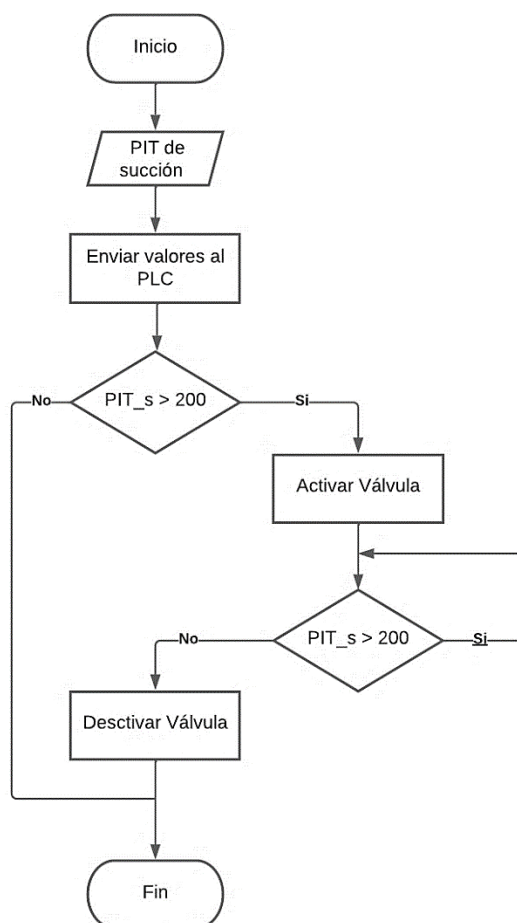 Inicio
PIT de
succión
Enviar valores al
PLC
No
PIT_s > 200
Si
Activar Válvula
No
PIT_s > 200
Si
Desctivar Válvula
Fin